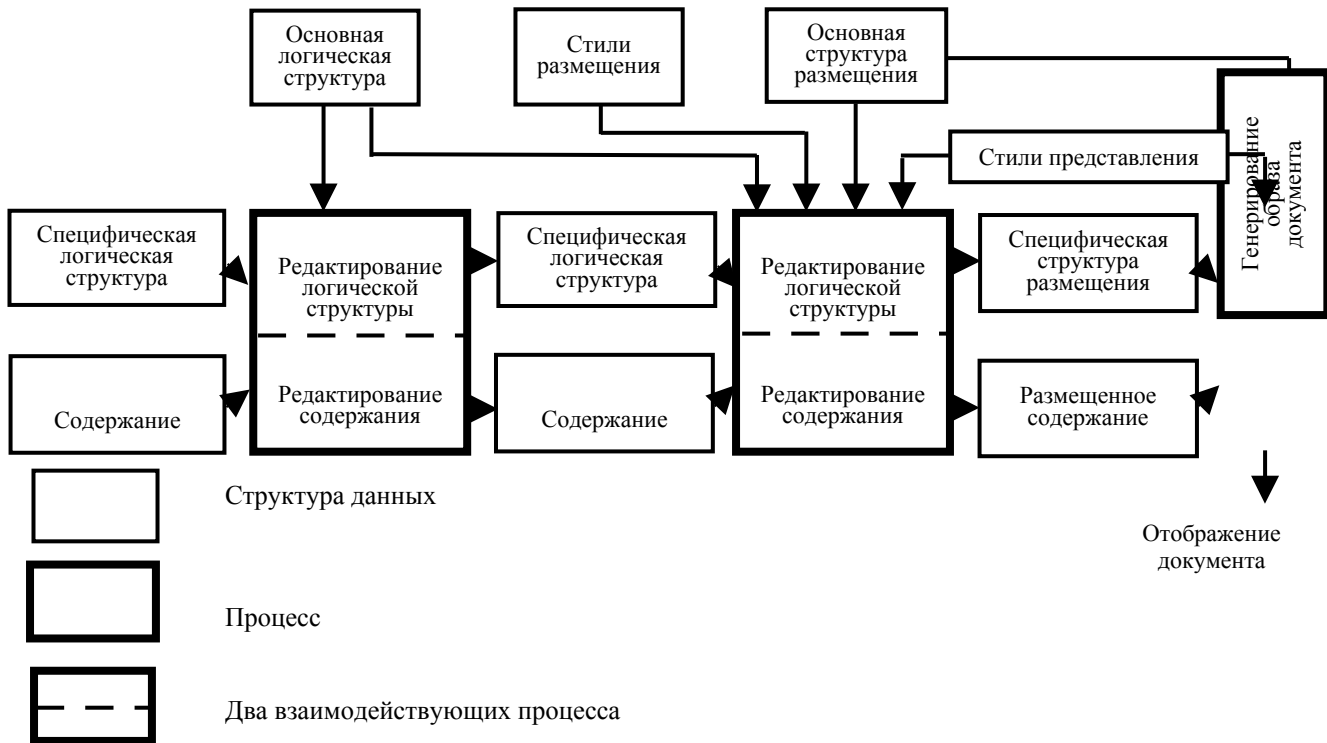 Основная
логическая
структура
Стили
размещения
Основная
структура
размещения
Стили представления
Генерирование
образа
документа
Специфическая
логическая
структура
Редактирование
логической
структуры
Специфическая
логическая
структура
Редактирование
логической
структуры
Специфическая
структура
размещения
Содержание
Редактирование
содержания
Содержание
Редактирование
содержания
Размещенное
содержание
Структура данных
Отображение
документа
Процесс
Два взаимодействующих процесса